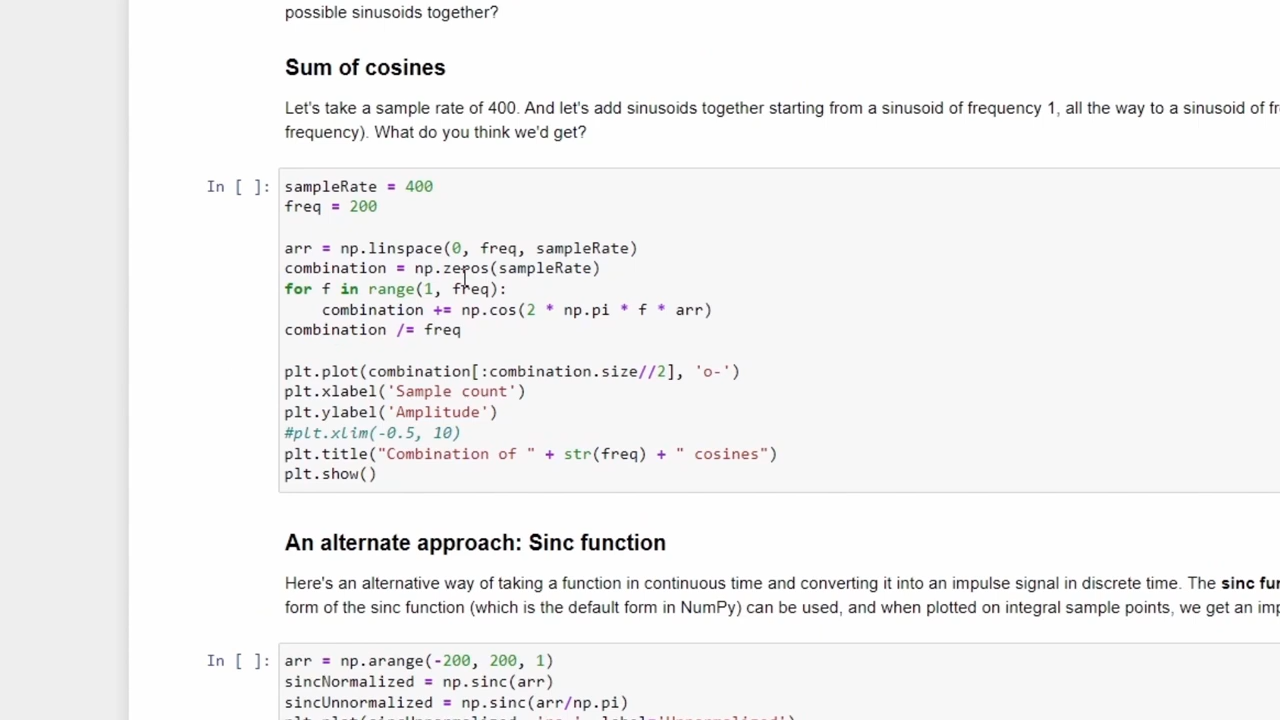 possible sinusoids together?
Sum of cosines
Let's take a sample rate of 400. And let's add sinusoids together starting from a sinusoid of frequency 1, all the way to a sinusoid of
frequency). What do you think we'd get?
In [ ]:
sampleRate = 400
freq = 200
arr = np.linspace(0, freq, sampleRate)
combination = np.zeros(sampleRate)
for f in range(1, freq):
combination += np.cos(2 * np.pi * f * arr)
combination /= freq
plt.plot(combination[:combination.size//2], 'o-')
plt.xlabel('Sample count')
plt.ylabel('Amplitude')
#plt.xlim(-0.5, 10)
plt.title("Combination of " + str(freq) + " cosines")
plt.show()
An alternate approach: Sinc function
Here's an alternative way of taking a function in continuous time and converting it into an impulse signal in discrete time. The sinc
form of the sinc function (which is the default form in NumPy) can be used, and when plotted on integral sample points, we get an
In [ ]:
arr = np.arange(-200, 200, 1)
sincNormalized = np.sinc(arr)
sincUnnormalized = np.sinc(arr/np.pi)